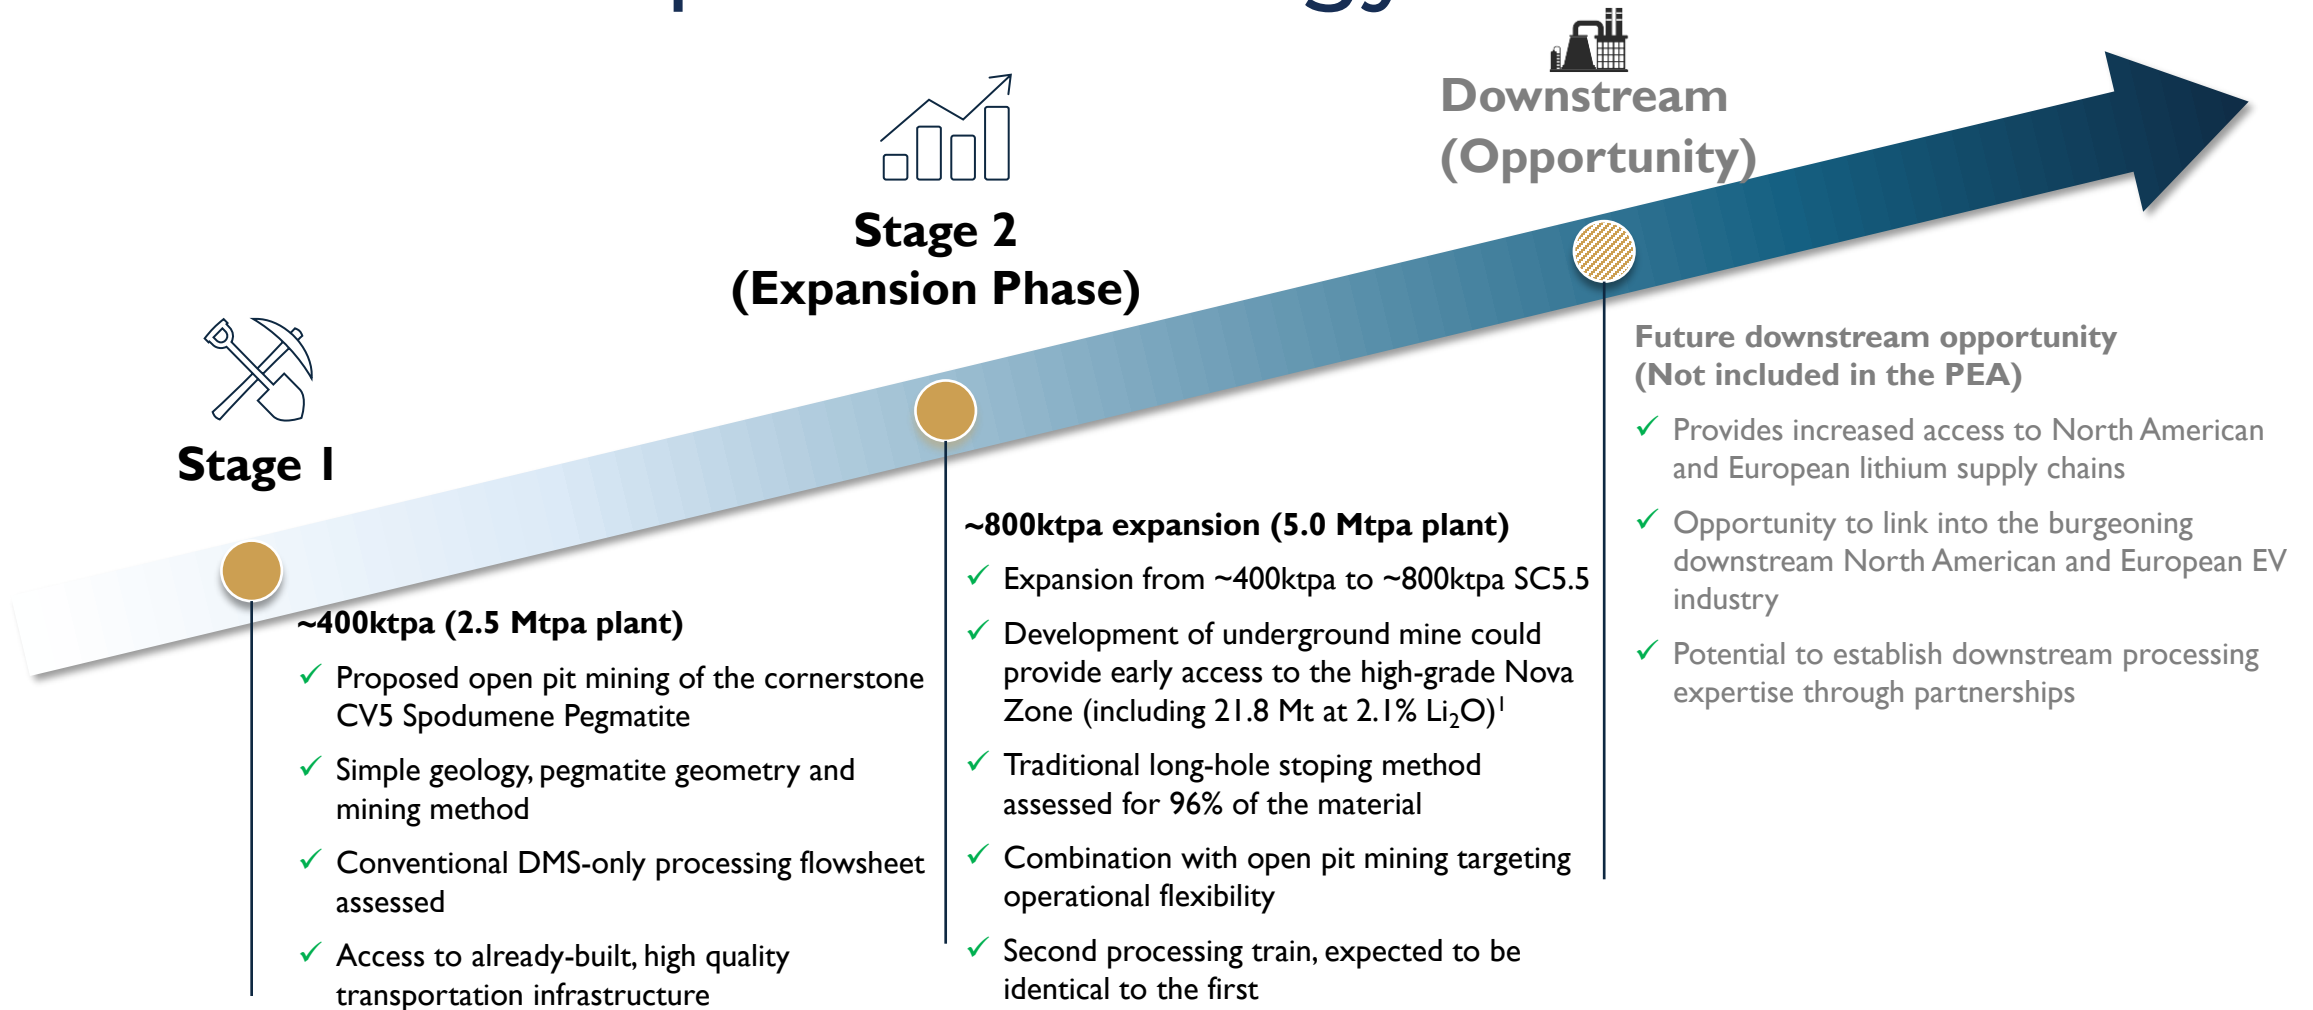 Stage 1
~400ktpa (2.5 Mtpa plant)
✓ Proposed open pit mining of the cornerstone
CV5 Spodumene Pegmatite
✓ Simple geology, pegmatite geometry and
mining method
✓ Conventional DMS-only processing flowsheet
assessed
✓ Access to already-built, high quality
transportation infrastructure
Stage 2
(Expansion Phase)
~800ktpa expansion (5.0 Mtpa plant)
✓ Expansion from ~400ktpa to ~800ktpa SC5.5
✓ Development of underground mine could
provide early access to the high-grade Nova
Zone (including 21.8 Mt at 2.1% Li₂O)¹
✓ Traditional long-hole stoping method
assessed for 96% of the material
✓ Combination with open pit mining targeting
operational flexibility
✓ Second processing train, expected to be
identical to the first
Downstream
(Opportunity)
Future downstream opportunity
(Not included in the PEA)
✓ Provides increased access to North American
and European lithium supply chains
✓ Opportunity to link into the burgeoning
downstream North American and European EV
industry
✓ Potential to establish downstream processing
expertise through partnerships